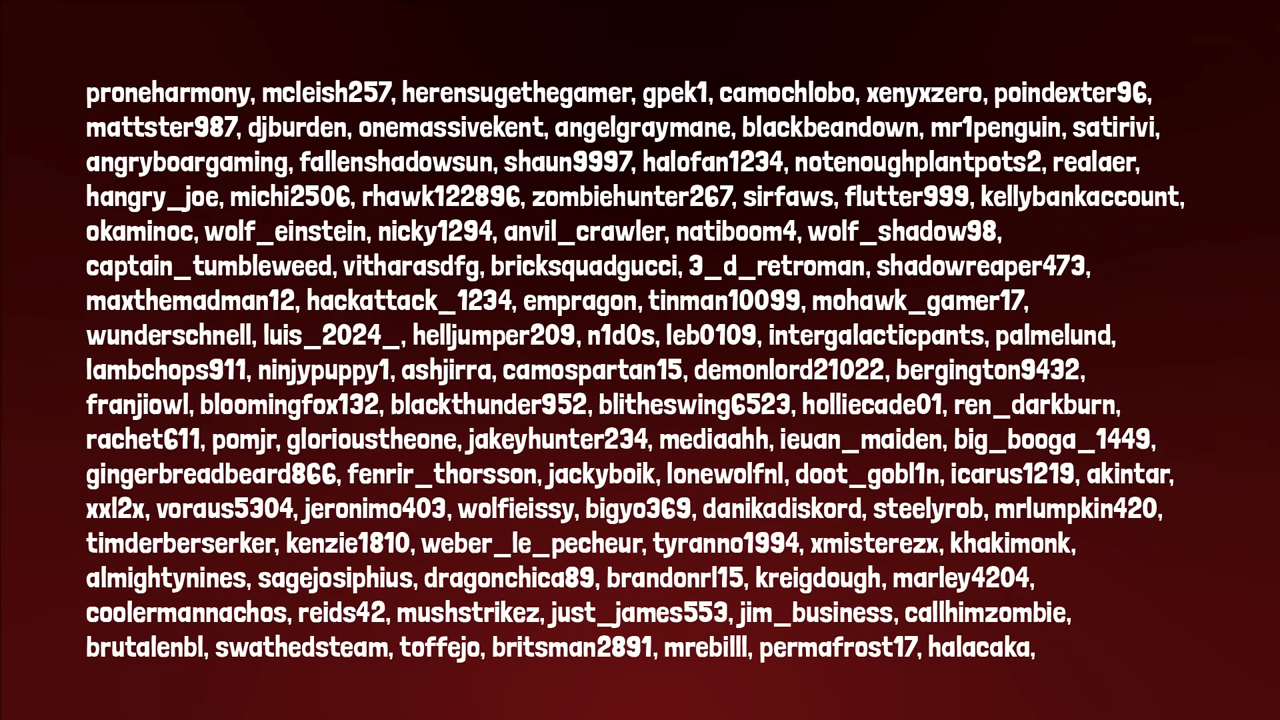 proneharmony, mcleish257, herensugethegamer, gpek1, camochlobo, xenyxzero, poindexter96,
mattster987, djburden, onemassivekent, angelgraymane, blackbeandown, mr1penguin, satirivi,
angryboargaming, fallenshadowsun, shaun9997, halofan1234, notenoughplantpots2, realaer,
hangry_joe, michi2506, rhawk122896, zombiehunter267, sirfaws, flutter999, kellybankaccount,
okaminoc, wolf_einstein, nicky1294, anvil_crawler, natiboom4, wolf_shadow98,
captain_tumbleweed, vitharasdfg, bricksquadgucci, 3_d_retroman, shadowreaper473,
maxthemadman12, hackattack_1234, empragon, tinman10099, mohawk_gamer17,
wunderschnell, luis_2024_, helljumper209, n1d0s, leb0109, intergalacticpants, palmelund,
lambchops911, ninjypuppy1, ashjirra, camospartan15, demonlord21022, bergington9432,
franjiowl, bloomingfox132, blackthunder952, blitheswing6523, holliecade01, ren_darkburn,
rachet611, pomjr, glorioustheone, jakeyhunter234, mediaahh, ieuan_maiden, big_booga_1449,
gingerbreadbeard866, fenrir_thorsson, jackyboik, lonewolfnl, doot_gobl1n, icarus1219, akintar,
xxl2x, voraus5304, jeronimo403, wolfieissy, bigyo369, danikadiskord, steelyrob, mrlumpkin420,
timderberserker, kenzie1810, weber_le_pecheur, tyranno1994, xmisterezx, khakimonk,
almightynines, sagejosiphius, dragonchica89, brandonrl15, kreigdough, marley4204,
coolermannachos, reids42, mushstrikez, just_james553, jim_business, callhimzombie,
brutalenbl, swathedsteam, toffejo, britsman2891, mrebilll, permafrost17, halacaka,